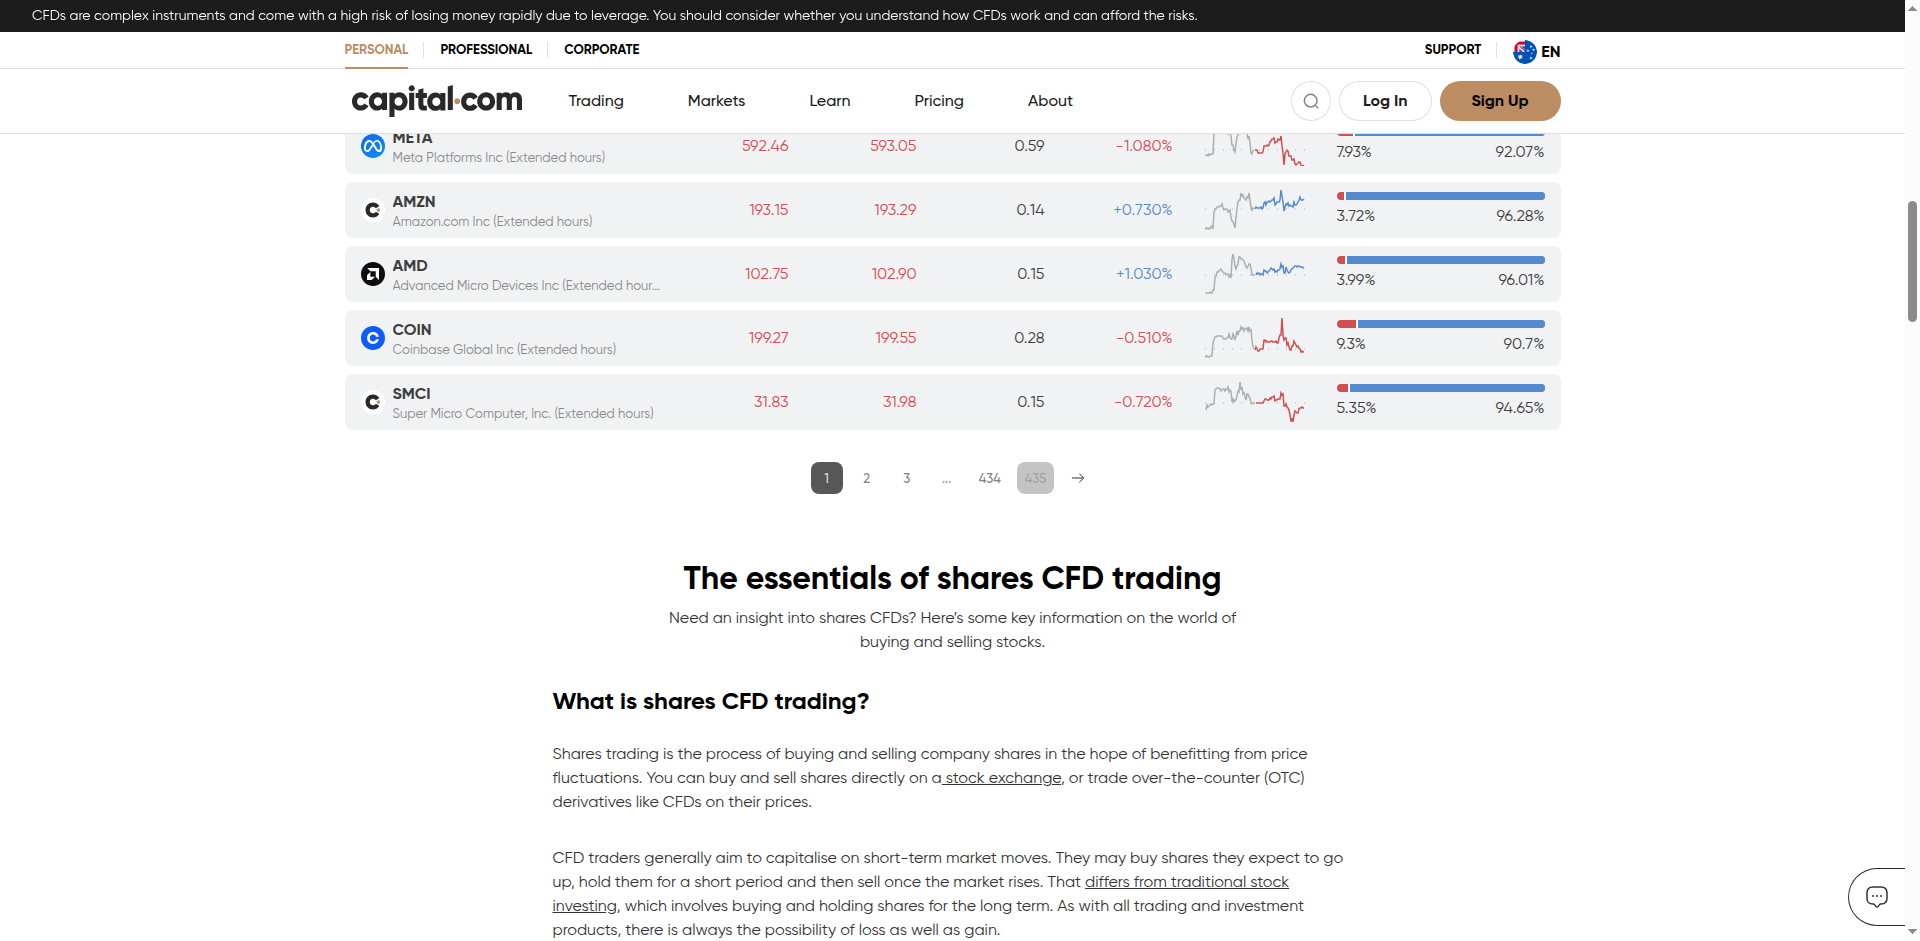 CFDs are complex instruments and come with a high risk of losing money rapidly due to leverage. You should consider whether you understand how CFDs work and can afford the risks.
PERSONAL PROFESSIONAL CORPORATE SUPPORT EN
capital.com Trading Markets Learn Pricing About Log In Sign Up
META
Meta Platforms Inc (Extended hours) 592.46 593.05 0.59 -1.080% 7.93% 92.07%
AMZN
Amazon.com Inc (Extended hours) 193.15 193.29 0.14 +0.730% 3.72% 96.28%
AMD
Advanced Micro Devices Inc (Extended hour... 102.75 102.90 0.15 +1.030% 3.99% 96.01%
COIN
Coinbase Global Inc (Extended hours) 199.27 199.55 0.28 -0.510% 9.3% 90.7%
SMCI
Super Micro Computer, Inc. (Extended hours) 31.83 31.98 0.15 -0.720% 5.35% 94.65%
1 2 3 ... 434 435
The essentials of shares CFD trading
Need an insight into shares CFDs? Here's some key information on the world of
buying and selling stocks.
What is shares CFD trading?
Shares trading is the process of buying and selling company shares in the hope of benefitting from price
fluctuations. You can buy and sell shares directly on a stock exchange, or trade over-the-counter (OTC)
derivatives like CFDs on their prices.
CFD traders generally aim to capitalise on short-term market moves. They may buy shares they expect to go
up, hold them for a short period and then sell once the market rises. That differs from traditional stock
investing, which involves buying and holding shares for the long term. As with all trading and investment
products, there is always the possibility of loss as well as gain.